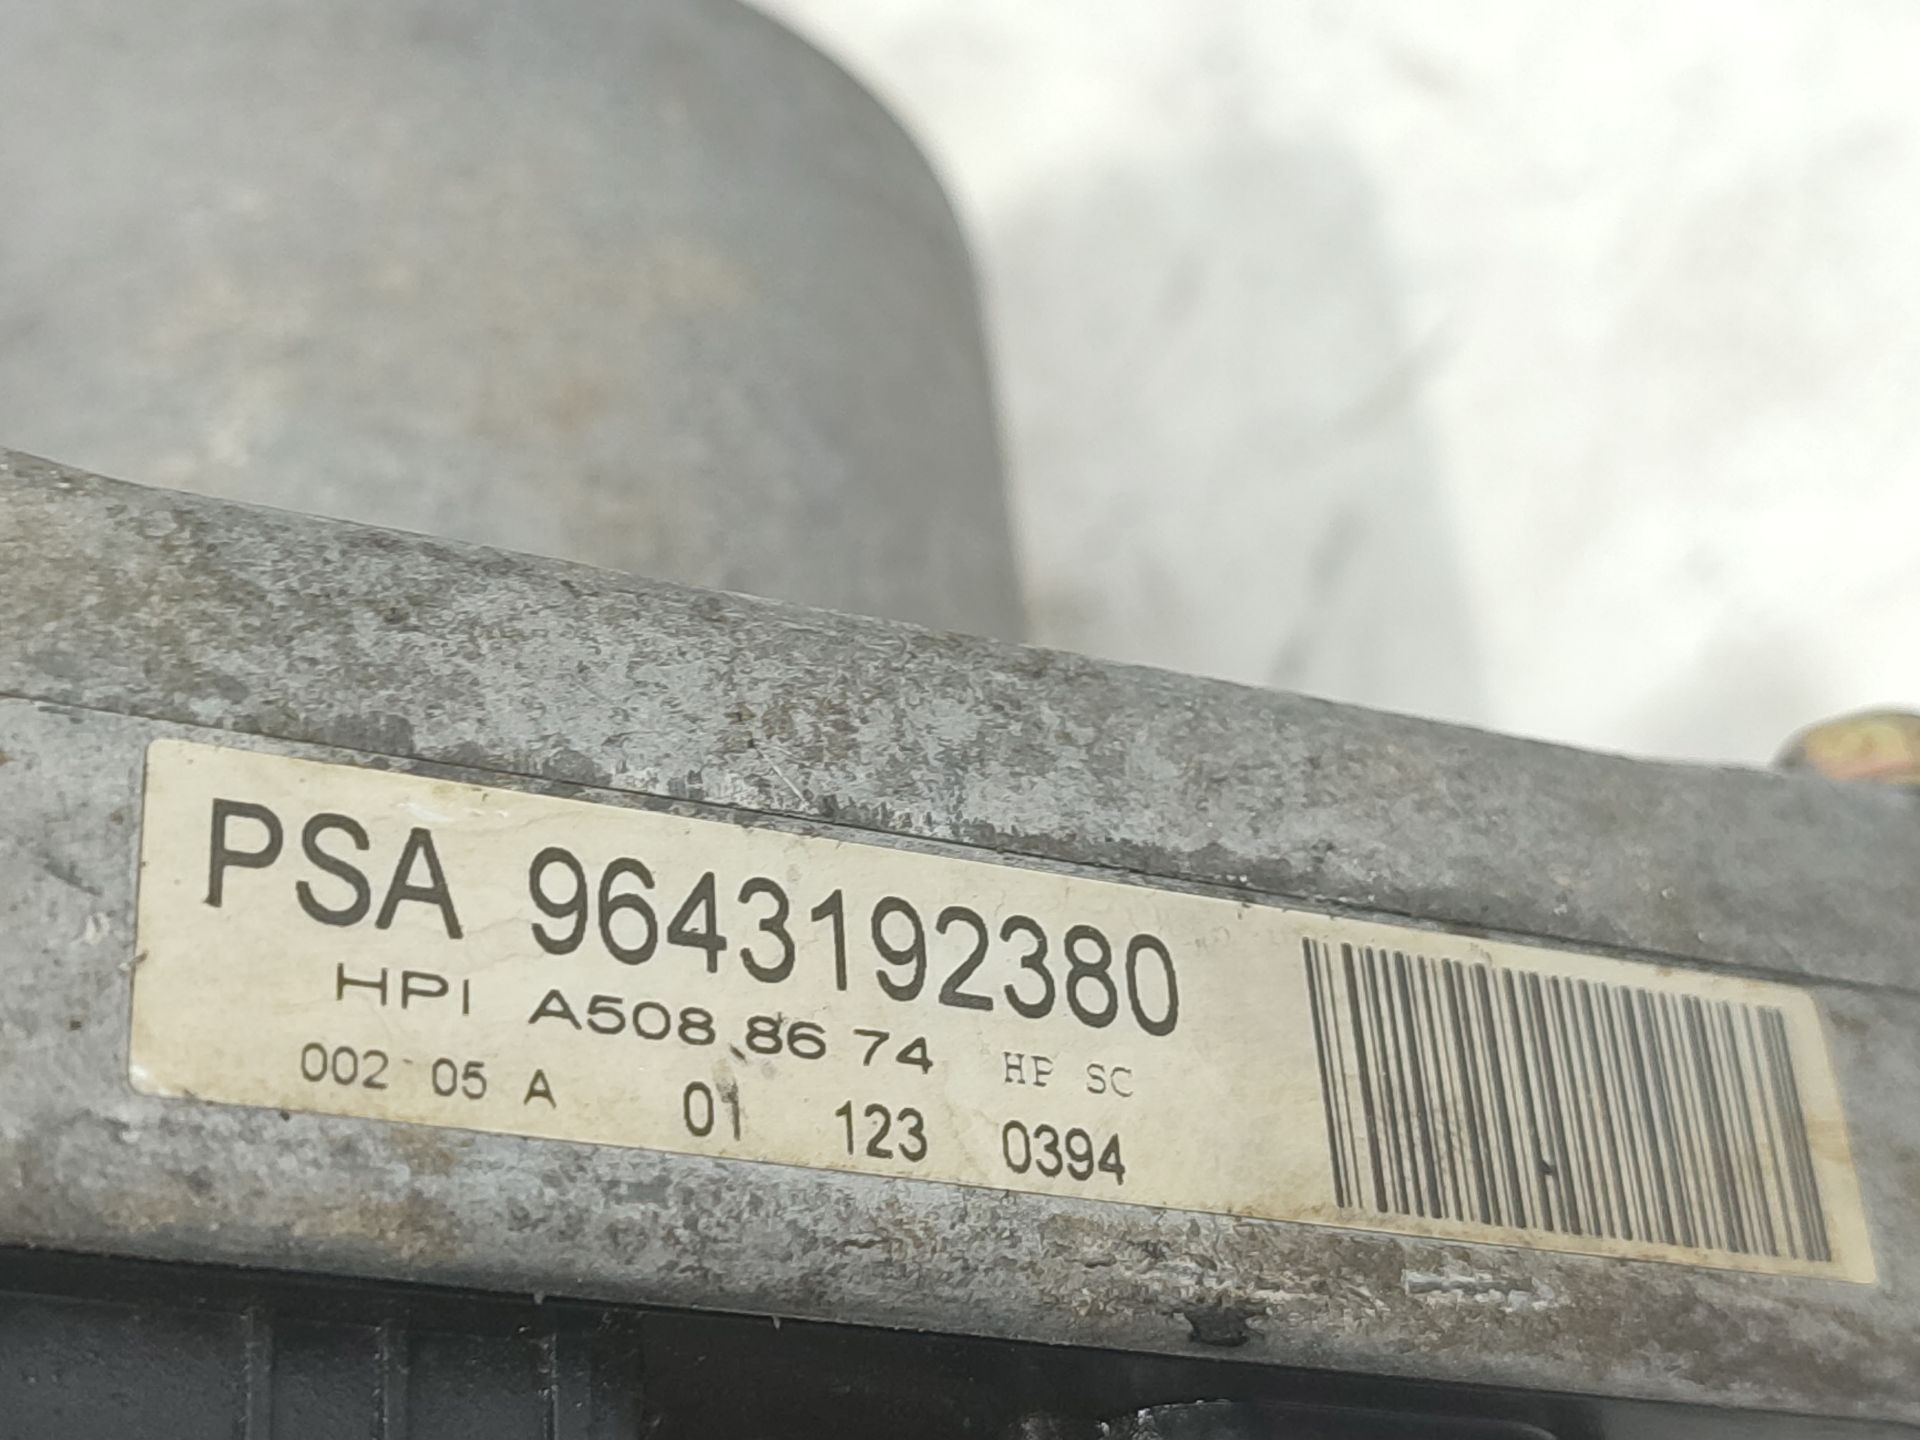 PSA 9643192380
HPI A508 86 74 HP SC
002 05 A 01 123 0394